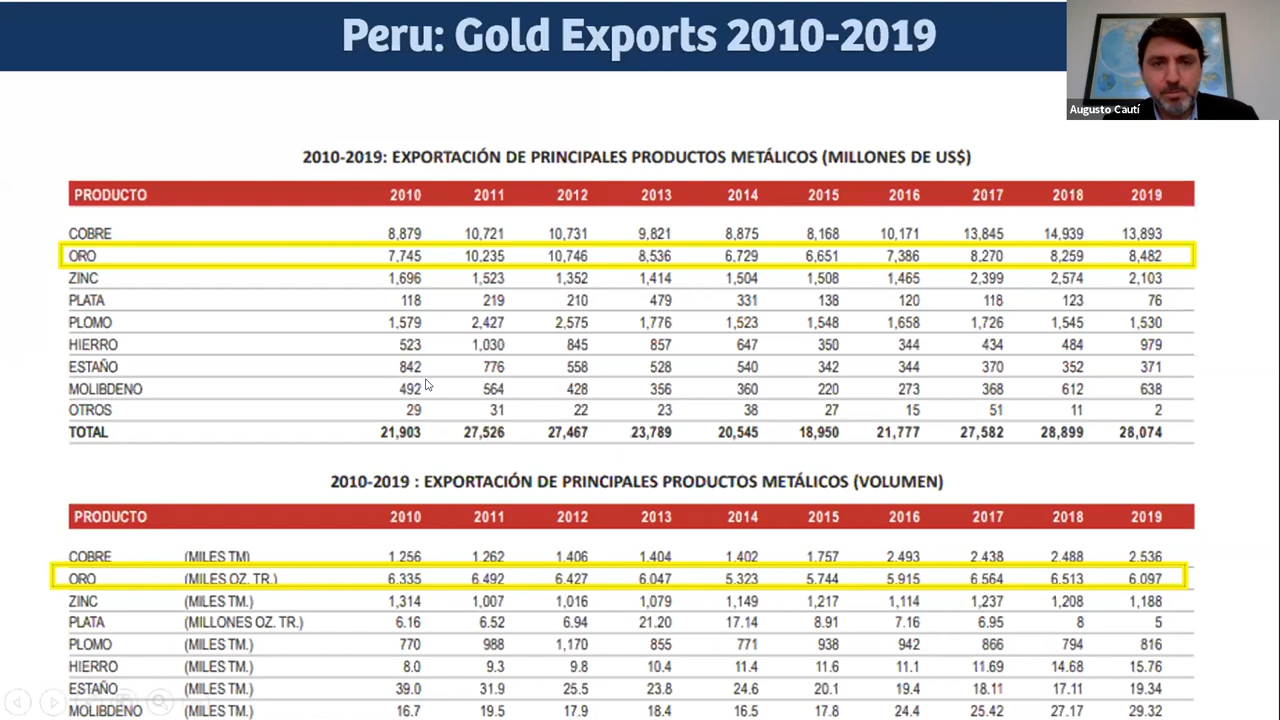 Peru: Gold Exports 2010-2019
Augusto Cautí
2010-2019: EXPORTACIÓN DE PRINCIPALES PRODUCTOS METÁLICOS (MILLONES DE US$)
PRODUCTO 2010 2011 2012 2013 2014 2015 2016 2017 2018 2019
COBRE 8,879 10,721 10,731 9,821 8,875 8,168 10,171 13,845 14,939 13,893
ORO 7,745 10,235 10,746 8,536 6,729 6,651 7,386 8,270 8,259 8,482
ZINC 1,696 1,523 1,352 1,414 1,504 1,508 1,465 2,399 2,574 2,103
PLATA 118 219 210 479 331 138 120 118 123 76
PLOMO 1,579 2,427 2,575 1,776 1,523 1,548 1,658 1,726 1,545 1,530
HIERRO 523 1,030 845 857 647 350 344 434 484 979
ESTAÑO 842 776 558 528 540 342 344 370 352 371
MOLIBDENO 492 564 428 356 360 220 273 368 612 638
OTROS 29 31 22 23 38 27 15 51 11 2
TOTAL 21,903 27,526 27,467 23,789 20,545 18,950 21,777 27,582 28,899 28,074
2010-2019 : EXPORTACIÓN DE PRINCIPALES PRODUCTOS METÁLICOS (VOLUMEN)
PRODUCTO 2010 2011 2012 2013 2014 2015 2016 2017 2018 2019
COBRE (MILES TM) 1.256 1.262 1.406 1.404 1.402 1.757 2.493 2.438 2.488 2.536
ORO (MILES OZ. TR.) 6.335 6.492 6.427 6.047 5.323 5.744 5.915 6.564 6.513 6.097
ZINC (MILES TM.) 1,314 1,007 1,016 1,079 1,149 1,217 1,114 1,237 1,208 1,188
PLATA (MILLONES OZ. TR.) 6.16 6.52 6.94 21.20 17.14 8.91 7.16 6.95 8 5
PLOMO (MILES TM.) 770 988 1,170 855 771 938 942 866 794 816
HIERRO (MILES TM.) 8.0 9.3 9.8 10.4 11.4 11.6 11.1 11.69 14.68 15.76
ESTAÑO (MILES TM.) 39.0 31.9 25.5 23.8 24.6 20.1 19.4 18.11 17.11 19.34
MOLIBDENO (MILES TM.) 16.7 19.5 17.9 18.4 16.5 17.8 24.4 25.42 27.17 29.32